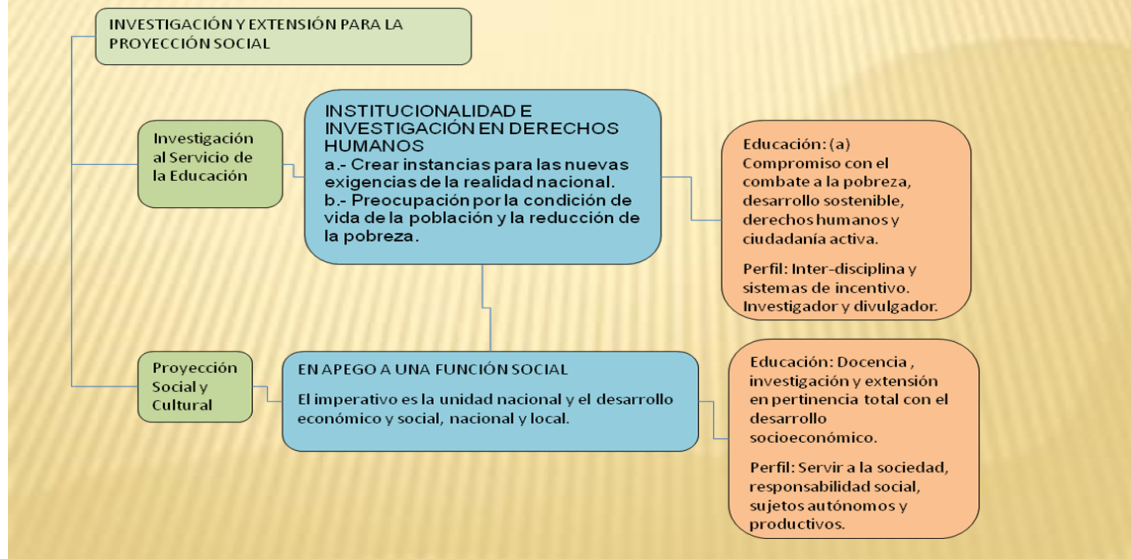 INVESTIGACIÓN Y EXTENSIÓN PARA LA
PROYECCIÓN SOCIAL
Investigación
al Servicio de
la Educación
INSTITUCIONALIDAD E
INVESTIGACIÓN EN DERECHOS
HUMANOS
a.- Crear instancias para las nuevas
exigencias de la realidad nacional.
b.- Preocupación por la condición de
vida de la población y la reducción de
la pobreza.
Educación: (a)
Compromiso con el
combate a la pobreza,
desarrollo sostenible,
derechos humanos y
ciudadanía activa.
Perfil: Inter-disciplina y
sistemas de incentivo.
Investigador y divulgador.
Proyección
Social y
Cultural
EN APEGO A UNA FUNCIÓN SOCIAL
El imperativo es la unidad nacional y el desarrollo
económico y social, nacional y local.
Educación: Docencia ,
investigación y extensión
en pertinencia total con el
desarrollo
socioeconómico.
Perfil: Servir a la sociedad,
responsabilidad social,
sujetos autónomos y
productivos.